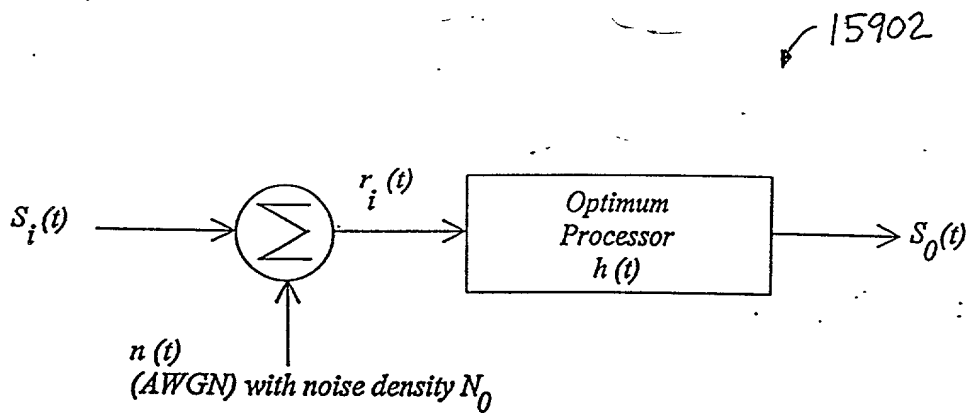 15902
r_i(t)
S_i(t)
Σ
Optimum
Processor
h(t)
S_0(t)
n(t)
(AWGN) with noise density N_0